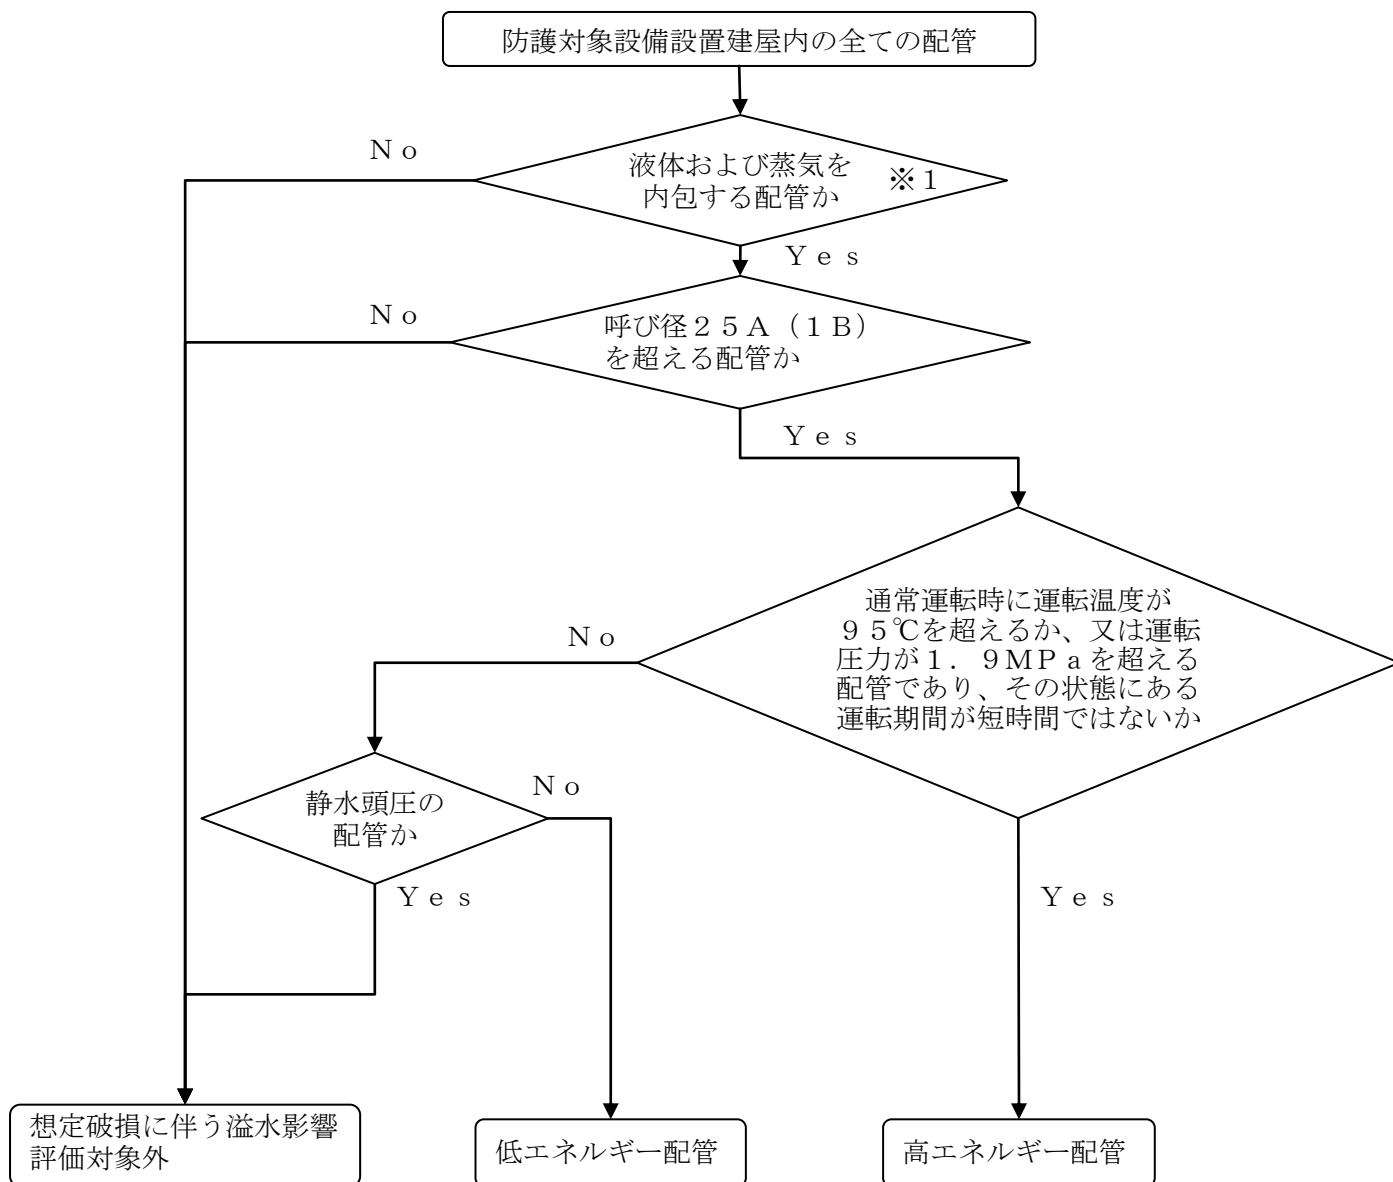 防護対象設備設置建屋内の全ての配管
Ｎｏ
液体および蒸気を
内包する配管か
※１
Ｙｅｓ
Ｎｏ
呼び径２５Ａ（１Ｂ）
を超える配管か
Ｙｅｓ
通常運転時に運転温度が
９５℃を超えるか、又は運転
圧力が１．９ＭＰａを超える
配管であり、その状態にある
運転期間が短時間ではないか
Ｎｏ
静水頭圧の
配管か
Ｎｏ
Ｙｅｓ
Ｙｅｓ
想定破損に伴う溢水影響
評価対象外
低エネルギー配管
高エネルギー配管